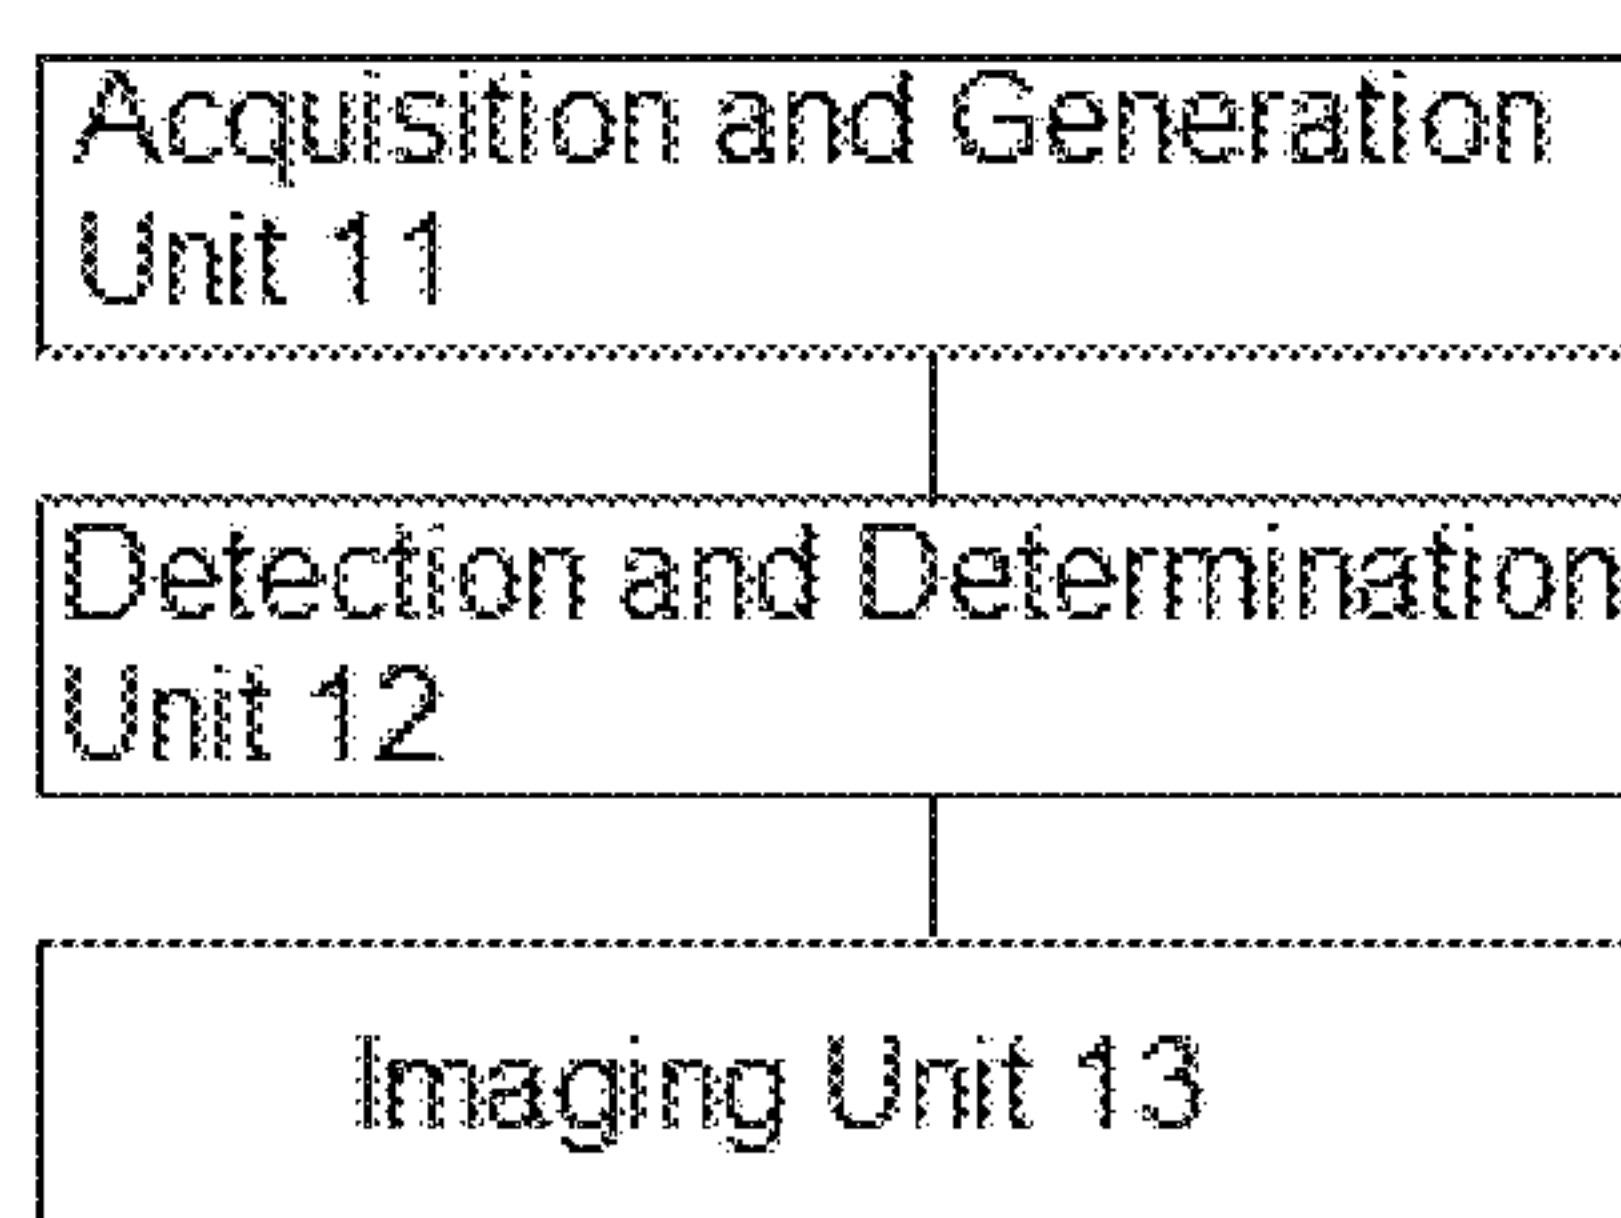 Acquisition and Generation
Unit 11
Detection and Determination
Unit 12
Imaging Unit 13